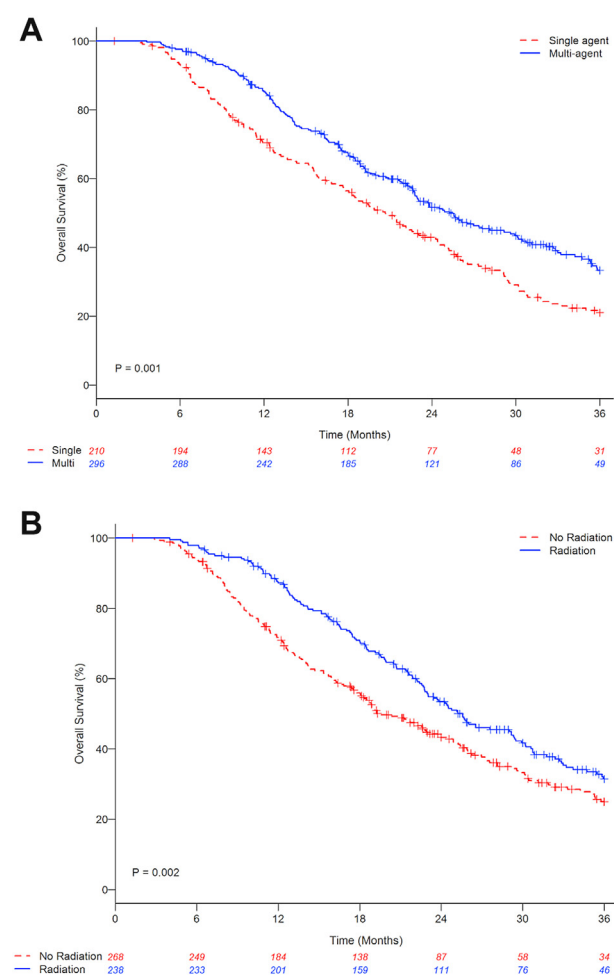 A
Single agent
Multi-agent
100
80
60
40
20
0
Overall Survival (%)
P = 0.001
0 6 12 18 24 30 36
Time (Months)
Single 210 194 143 112 77 48 31
Multi 296 288 242 185 121 86 49
B
No Radiation
Radiation
100
80
60
40
20
0
Overall Survival (%)
P = 0.002
0 6 12 18 24 30 36
Time (Months)
No Radiation 268 249 184 138 87 58 34
Radiation 238 233 201 159 111 76 46